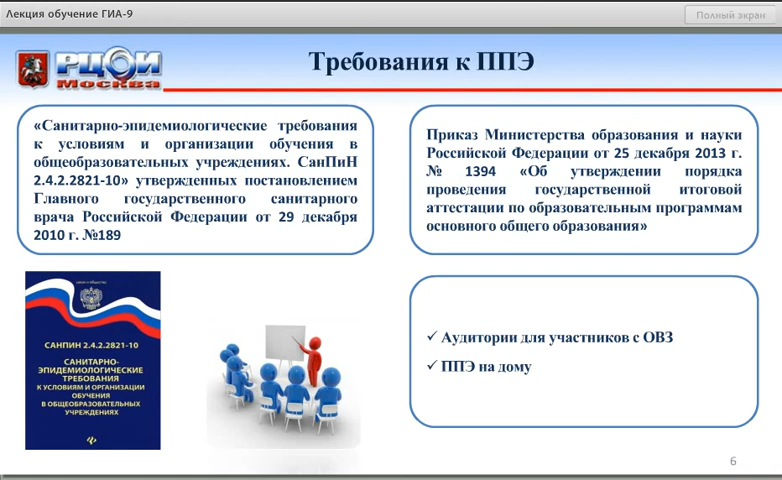 Лекция обучение ГИА-9
Полный экран
РЦОИ
Москва
Требования к ППЭ
«Санитарно-эпидемиологические требования
к условиям и организации обучения в
общеобразовательных учреждениях. СанПиН
2.4.2.2821-10» утвержденных постановлением
Главного государственного санитарного
врача Российской Федерации от 29 декабря
2010 г. №189
Приказ Министерства образования и науки
Российской Федерации от 25 декабря 2013 г.
№ 1394 «Об утверждении порядка
проведения государственной итоговой
аттестации по образовательным программам
основного общего образования»
САНПИН 2.4.2.2821-10
САНИТАРНО-
ЭПИДЕМИОЛОГИЧЕСКИЕ
ТРЕБОВАНИЯ
К УСЛОВИЯМ И ОРГАНИЗАЦИИ
ОБУЧЕНИЯ
В ОБЩЕОБРАЗОВАТЕЛЬНЫХ
УЧРЕЖДЕНИЯХ
✓ Аудитории для участников с ОВЗ
✓ ППЭ на дому
6